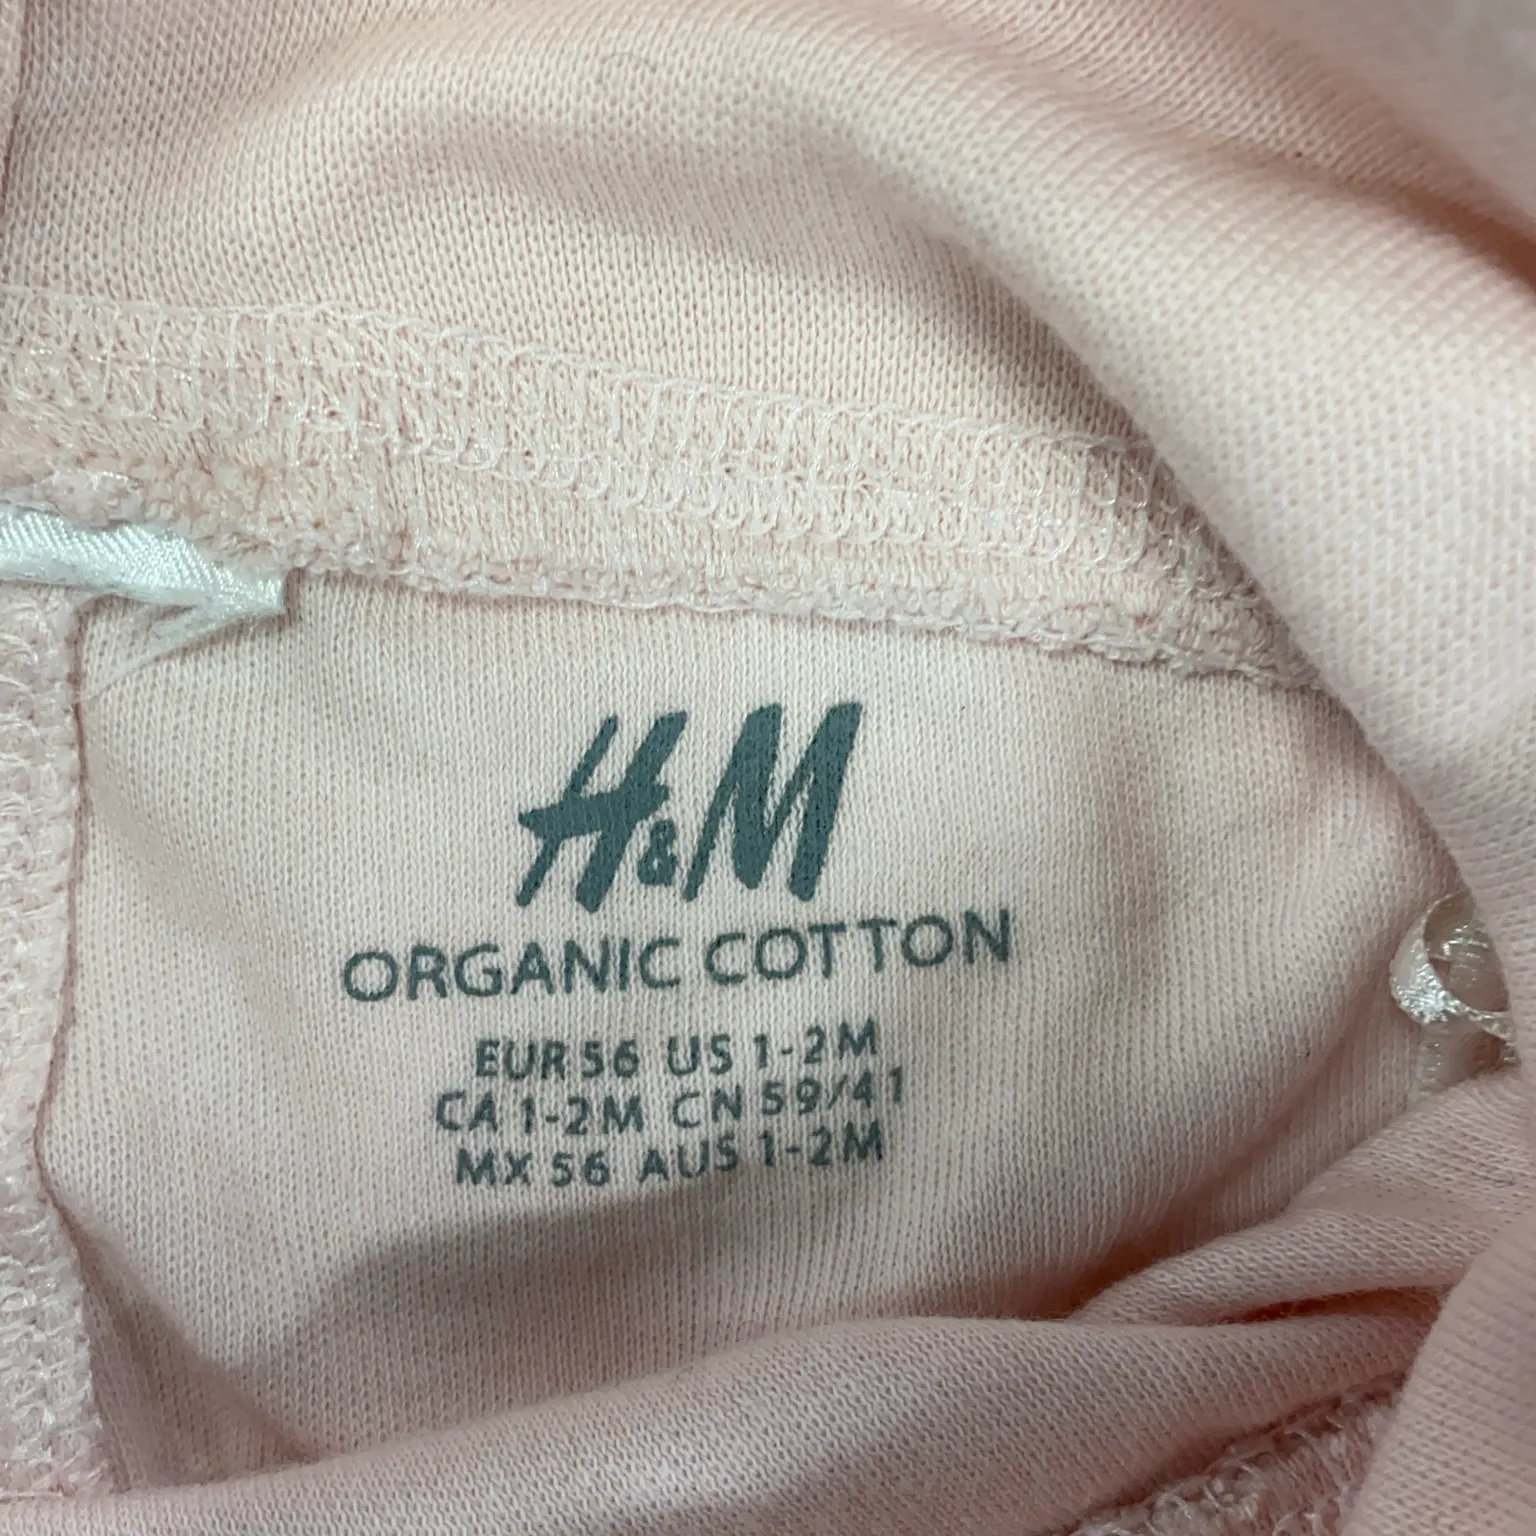 H&M
ORGANIC COTTON
EUR 56 US 1-2M
CA 1-2M CN 59/41
MX 56 AUS 1-2M